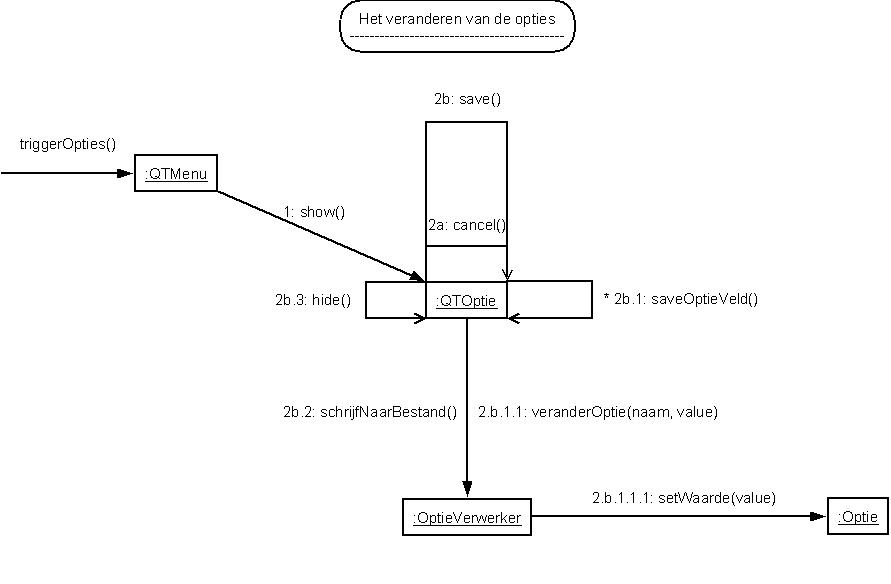 Het veranderen van de opties
2b: save()
triggerOpties()
:QTMenu
1: show()
2a: cancel()
2b.3: hide()
:QTOptie
* 2b.1: saveOptieVeld()
2b.2: schrijfNaarBestand()
2.b.1.1: veranderOptie(naam, value)
2.b.1.1.1: setWaarde(value)
:OptieVerwerker
:Optie